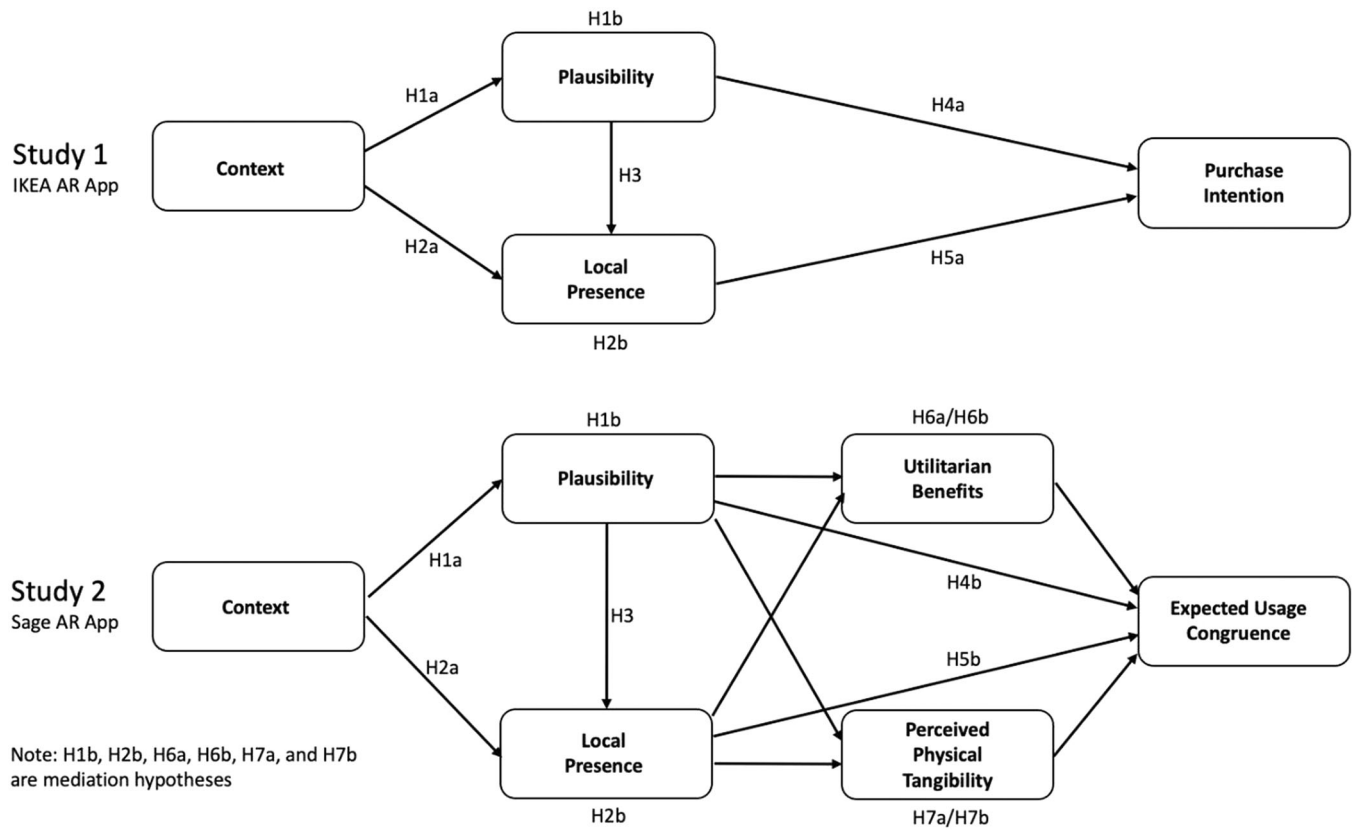 H1b
Plausibility
H1a
H4a
Study 1
IKEA AR App
Context
H3
Purchase
Intention
H2a
Local
Presence
H5a
H2b
H1b
H6a/H6b
Plausibility
Utilitarian
Benefits
H1a
H4b
Study 2
Sage AR App
Context
H3
Expected Usage
Congruence
H2a
H5b
Local
Presence
Perceived
Physical
Tangibility
Note: H1b, H2b, H6a, H6b, H7a, and H7b
are mediation hypotheses
H2b
H7a/H7b